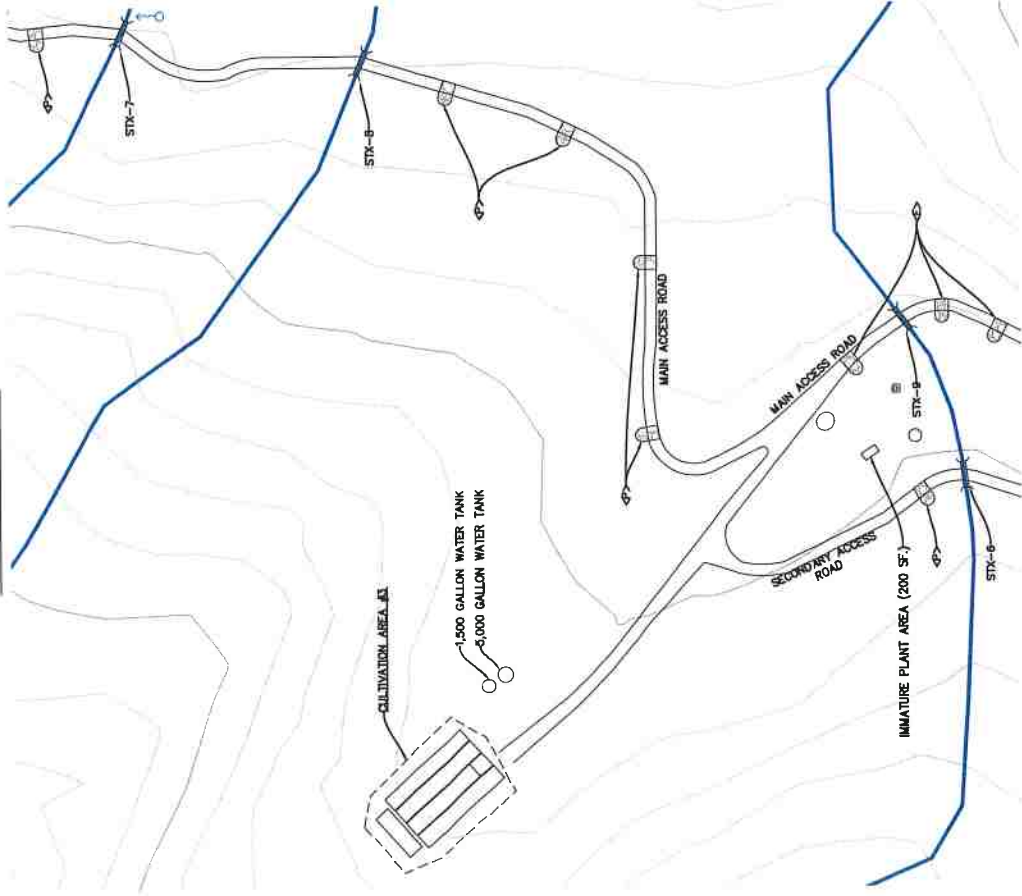 STX-7
STX-8
MAIN ACCESS ROAD
MAIN ACCESS ROAD
STX-9
1,500 GALLON WATER TANK
5,000 GALLON WATER TANK
CULTIVATION AREA #3
SECONDARY ACCESS
ROAD
IMMATURE PLANT AREA (200 SF.)
STX-6